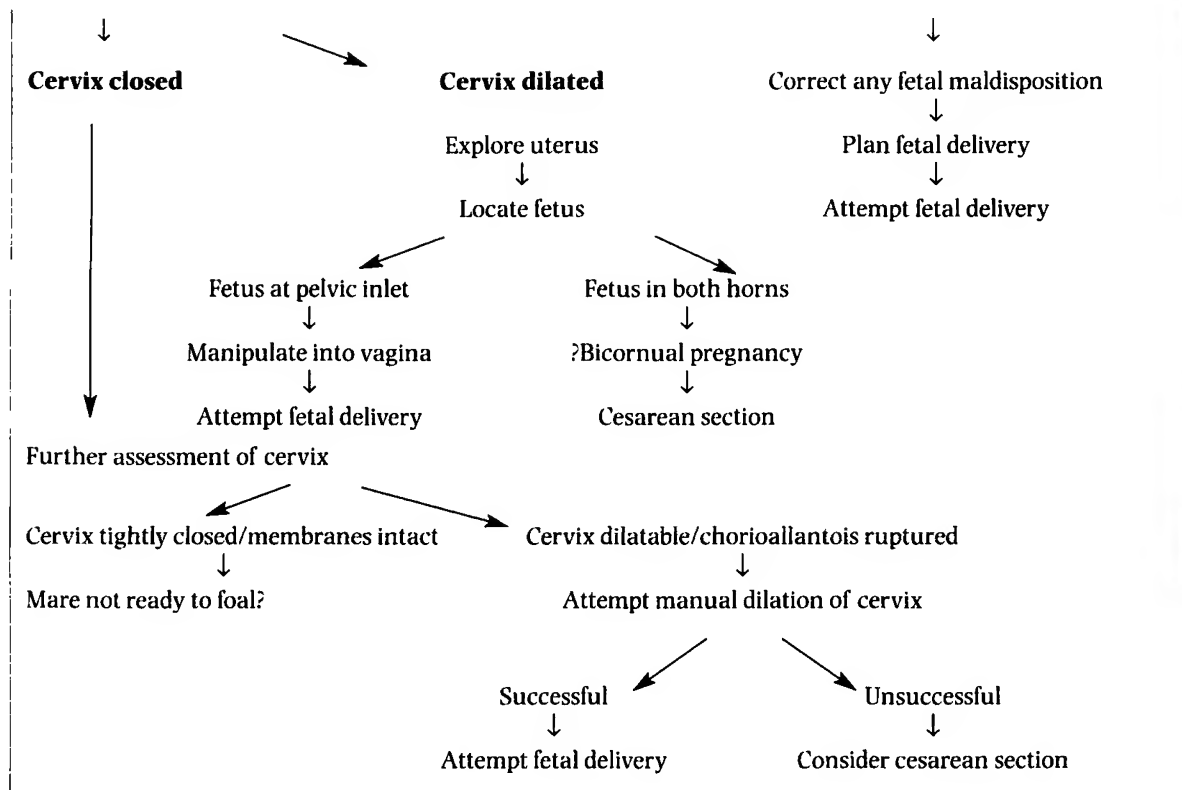 Cervix closed
Cervix dilated
Correct any fetal maldisposition
Explore uterus
Plan fetal delivery
Locate fetus
Attempt fetal delivery
Fetus at pelvic inlet
Fetus in both horns
Manipulate into vagina
?Bicornual pregnancy
Attempt fetal delivery
Cesarean section
Further assessment of cervix
Cervix tightly closed/membranes intact
Cervix dilatable/chorioallantois ruptured
Mare not ready to foal?
Attempt manual dilation of cervix
Successful
Unsuccessful
Attempt fetal delivery
Consider cesarean section